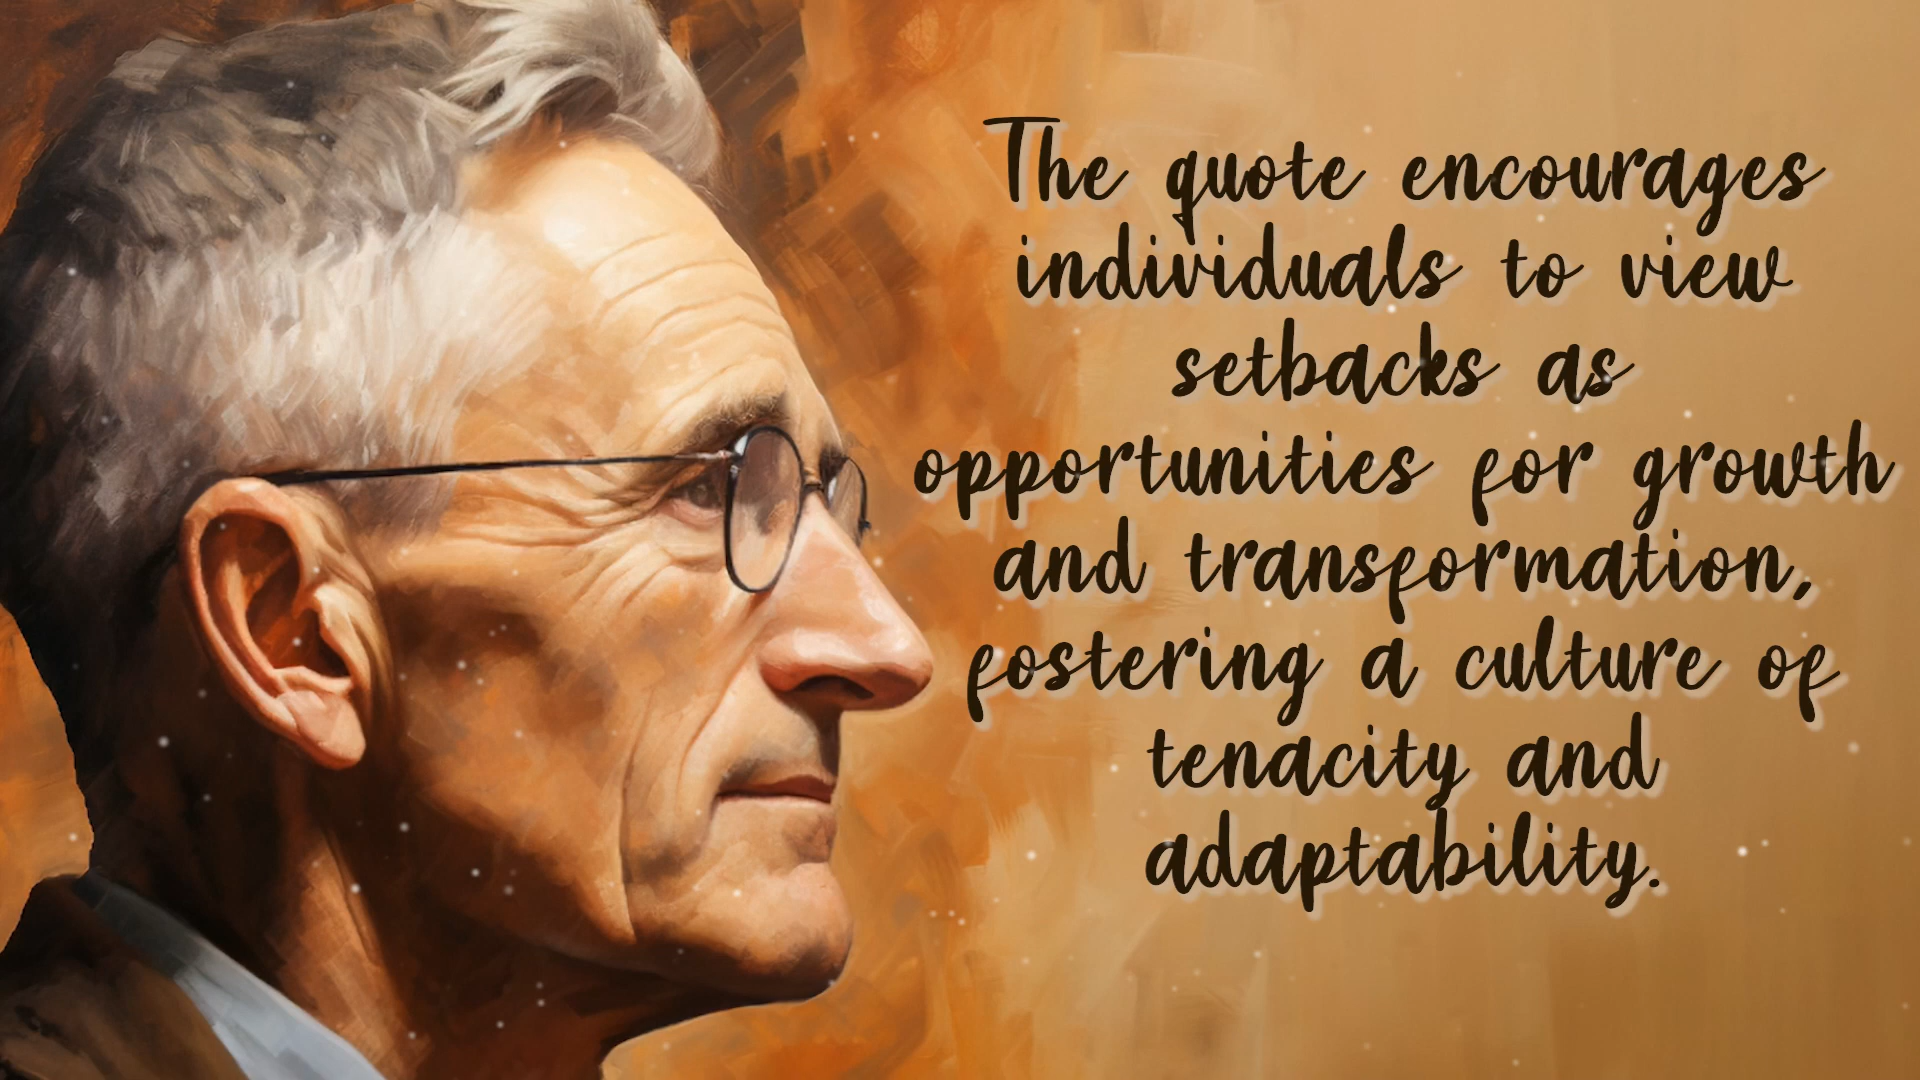 The quote encourages
individuals to view
setbacks as
opportunities for growth
and transformation,
fostering a culture of
tenacity and
adaptability.